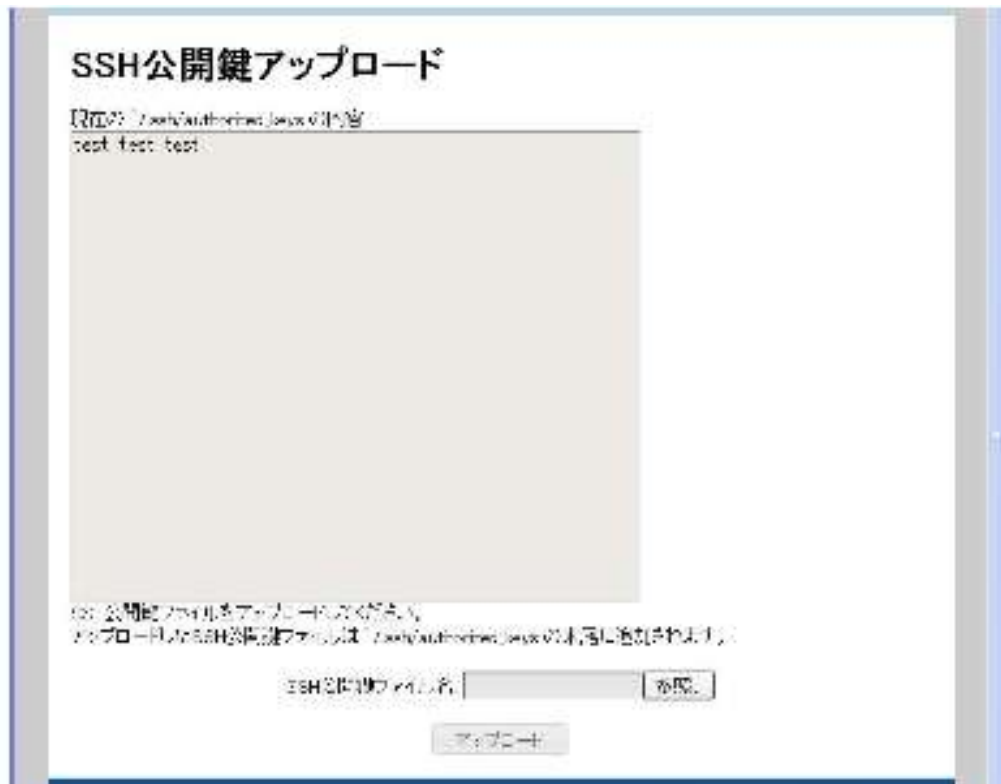 SSH公開鍵アップロード
現在の ~/.ssh/authorized_keys の内容
test test test
SSH 公開鍵ファイルをアップロードしてください。
アップロードしたSSH公開鍵ファイルは ~/.ssh/authorized_keys の末尾に追加されます。
SSH公開鍵ファイル名 参照...
アップロード